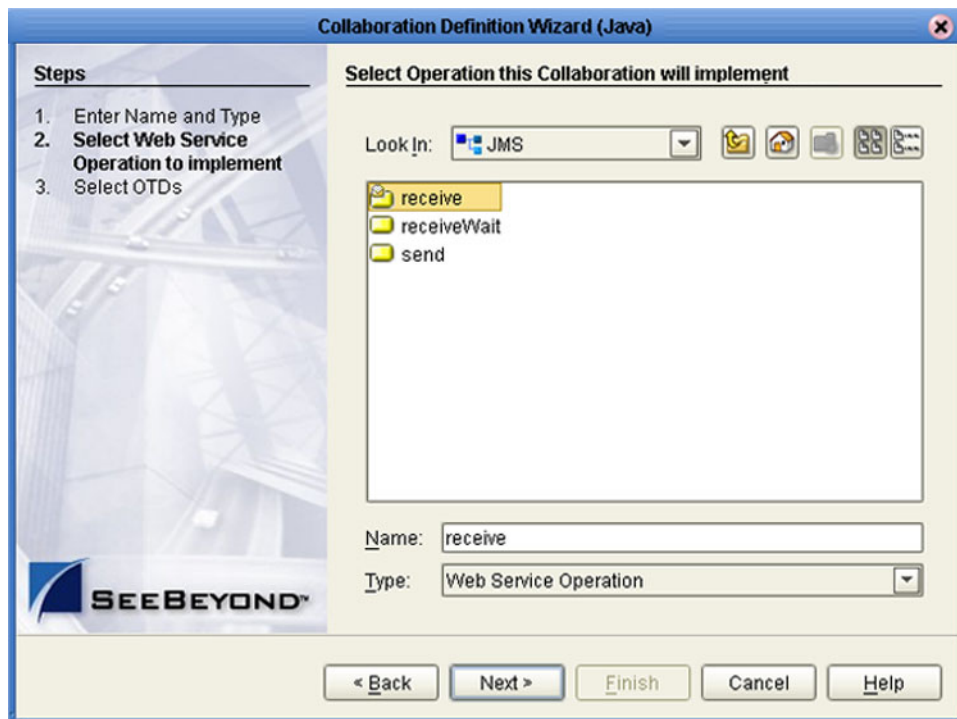 Collaboration Definition Wizard (Java)
Steps
1. Enter Name and Type
2. Select Web Service
Operation to implement
3. Select OTDs
SEEBEYOND™
Select Operation this Collaboration will implement
Look In: JMS
receive
receiveWait
send
Name: receive
Type: Web Service Operation
< Back Next > Finish Cancel Help